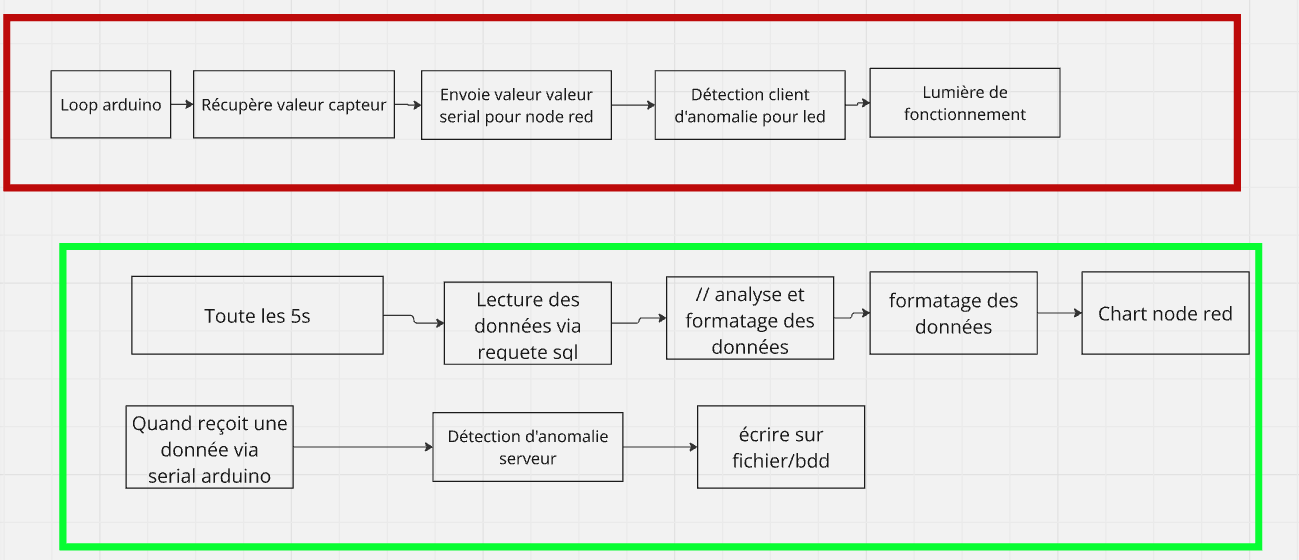 Loop arduino
Récupère valeur capteur
Envoie valeur valeur
serial pour node red
Détection client
d'anomalie pour led
Lumière de
fonctionnement
Toute les 5s
Lecture des
données via
requete sql
// analyse et
formatage des
données
formatage des
données
Chart node red
Quand reçoit une
donnée via
serial arduino
Détection d'anomalie
serveur
écrire sur
fichier/bdd